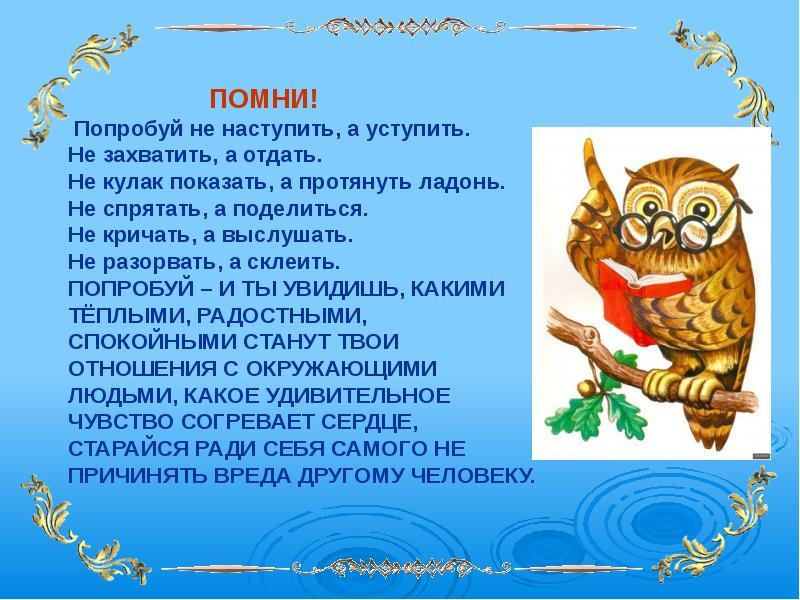 ПОМНИ!
Попробуй не наступить, а уступить.
Не захватить, а отдать.
Не кулак показать, а протянуть ладонь.
Не спрятать, а поделиться.
Не кричать, а выслушать.
Не разорвать, а склеить.
ПОПРОБУЙ – И ТЫ УВИДИШЬ, КАКИМИ
ТЁПЛЫМИ, РАДОСТНЫМИ,
СПОКОЙНЫМИ СТАНУТ ТВОИ
ОТНОШЕНИЯ С ОКРУЖАЮЩИМИ
ЛЮДЬМИ, КАКОЕ УДИВИТЕЛЬНОЕ
ЧУВСТВО СОГРЕВАЕТ СЕРДЦЕ,
СТАРАЙСЯ РАДИ СЕБЯ САМОГО НЕ
ПРИЧИНЯТЬ ВРЕДА ДРУГОМУ ЧЕЛОВЕКУ.